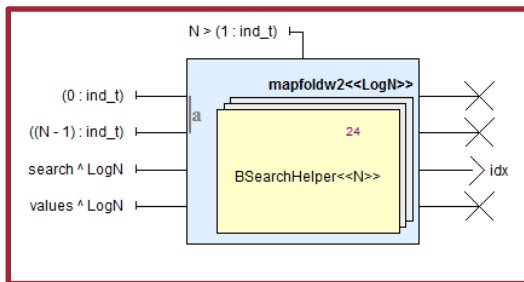 N > (1 : ind_t)
mapfoldw2<<LogN>>
(0 : ind_t)
a
((N - 1) : ind_t)
24
search ^ LogN
BSearchHelper<<N>>
idx
values ^ LogN